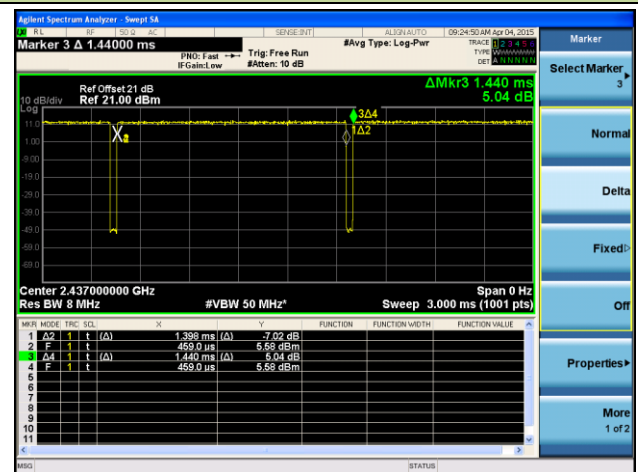 Agilent Spectrum Analyzer - Swept SA
RL RF 50 Ω AC SENSE:INT ALIGNAUTO 09:24:50 AM Apr 04, 2015
Marker 3 Δ 1.44000 ms
PNO: Fast
IFGain:Low
Trig: Free Run
#Atten: 10 dB
#Avg Type: Log-Pwr
TRACE 1 2 3 4 5 6
TYPE
DET A N N N N N
Ref Offset 21 dB
Ref 21.00 dBm
10 dB/div
Log
ΔMkr3 1.440 ms
5.04 dB
11.0
1.00
-9.00
-19.0
-29.0
-39.0
-49.0
-59.0
-69.0
3Δ4
1Δ2
Center 2.437000000 GHz
Span 0 Hz
Res BW 8 MHz
#VBW 50 MHz*
Sweep 3.000 ms (1001 pts)
MKR MODE TRC SCL X Y FUNCTION FUNCTION WIDTH FUNCTION VALUE
1 Δ2 1 t (Δ) 1.398 ms (Δ) -7.02 dB
2 F 1 t 459.0 µs 5.58 dBm
3 Δ4 1 t (Δ) 1.440 ms (Δ) 5.04 dB
4 F 1 t 459.0 µs 5.58 dBm
5
6
7
8
9
10
11
MSG STATUS
Marker
Select Marker
3
Normal
Delta
Fixed
Off
Properties
More
1 of 2